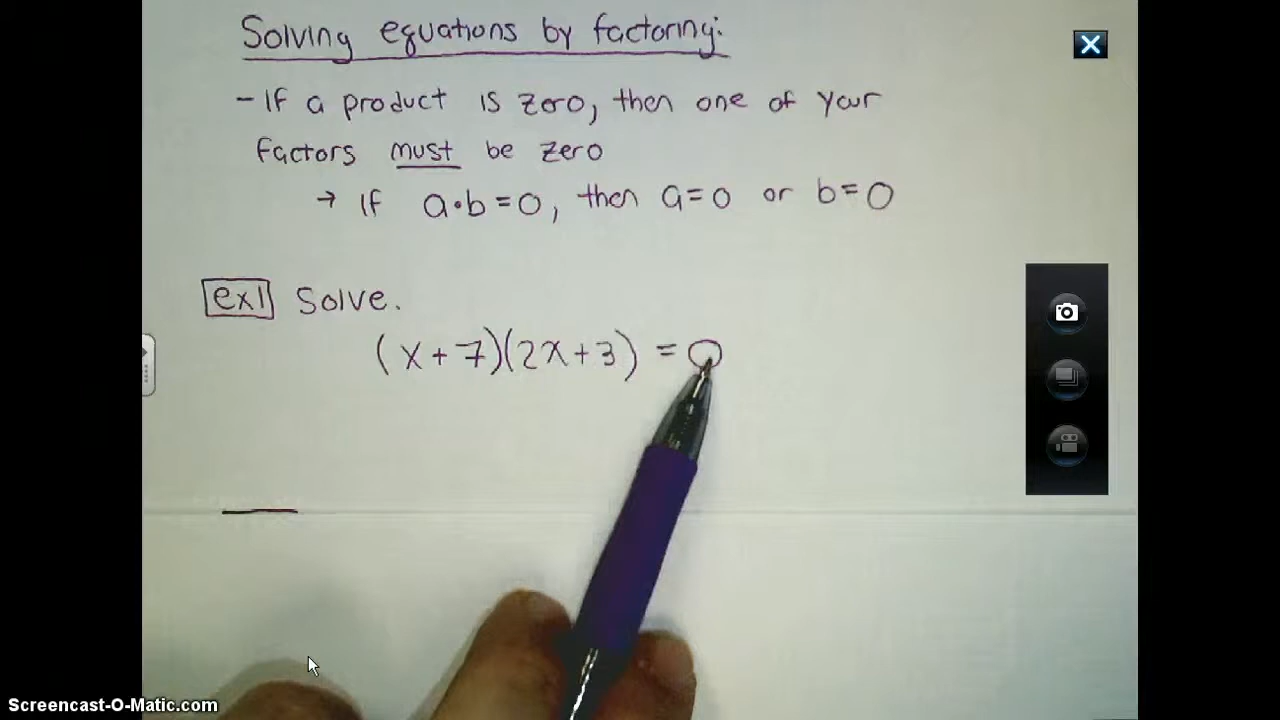 Solving equations by factoring:
- If a product is zero, then one of your
factors must be zero
→ If a•b=0, then a=0 or b=0
ex1 Solve.
(x+7)(2x+3) = 0
Screencast-O-Matic.com